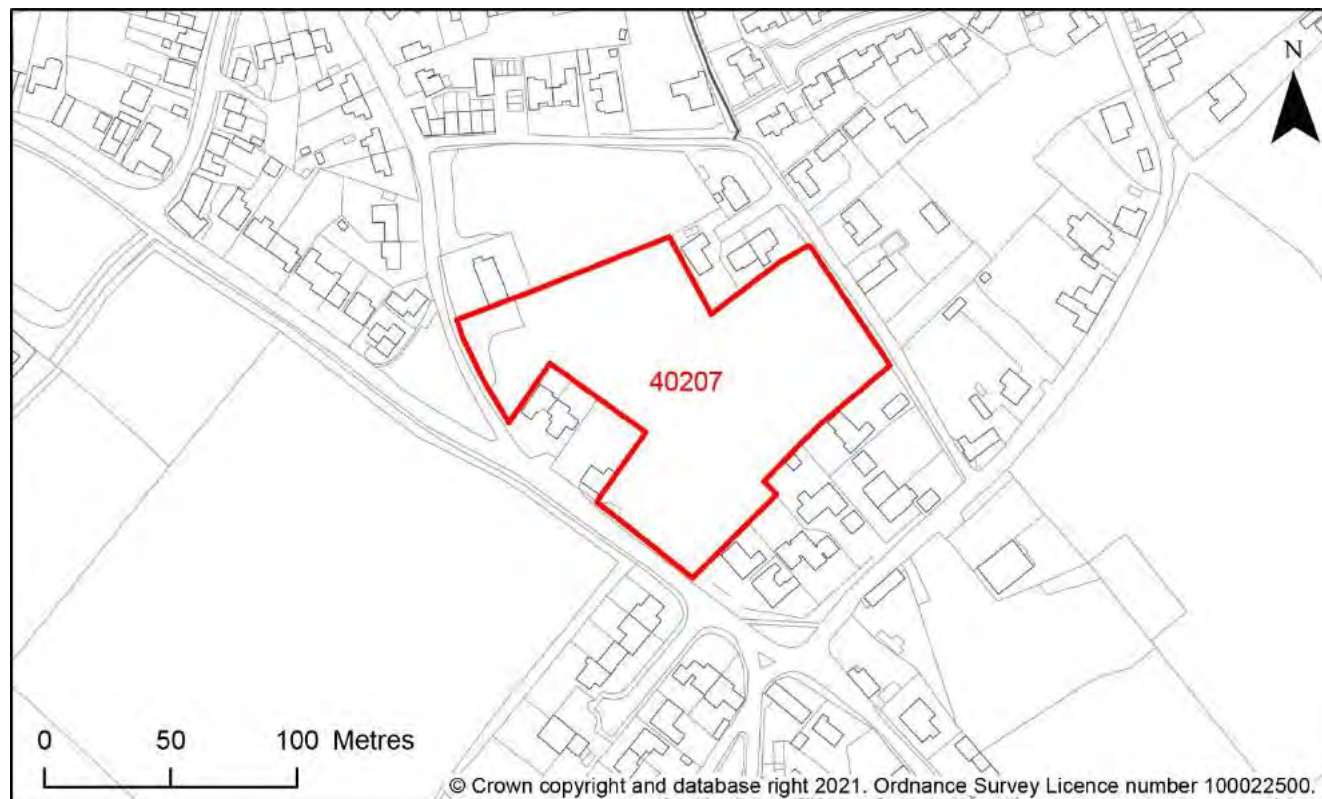 N
40207
0 50 100 Metres
© Crown copyright and database right 2021. Ordnance Survey Licence number 100022500.